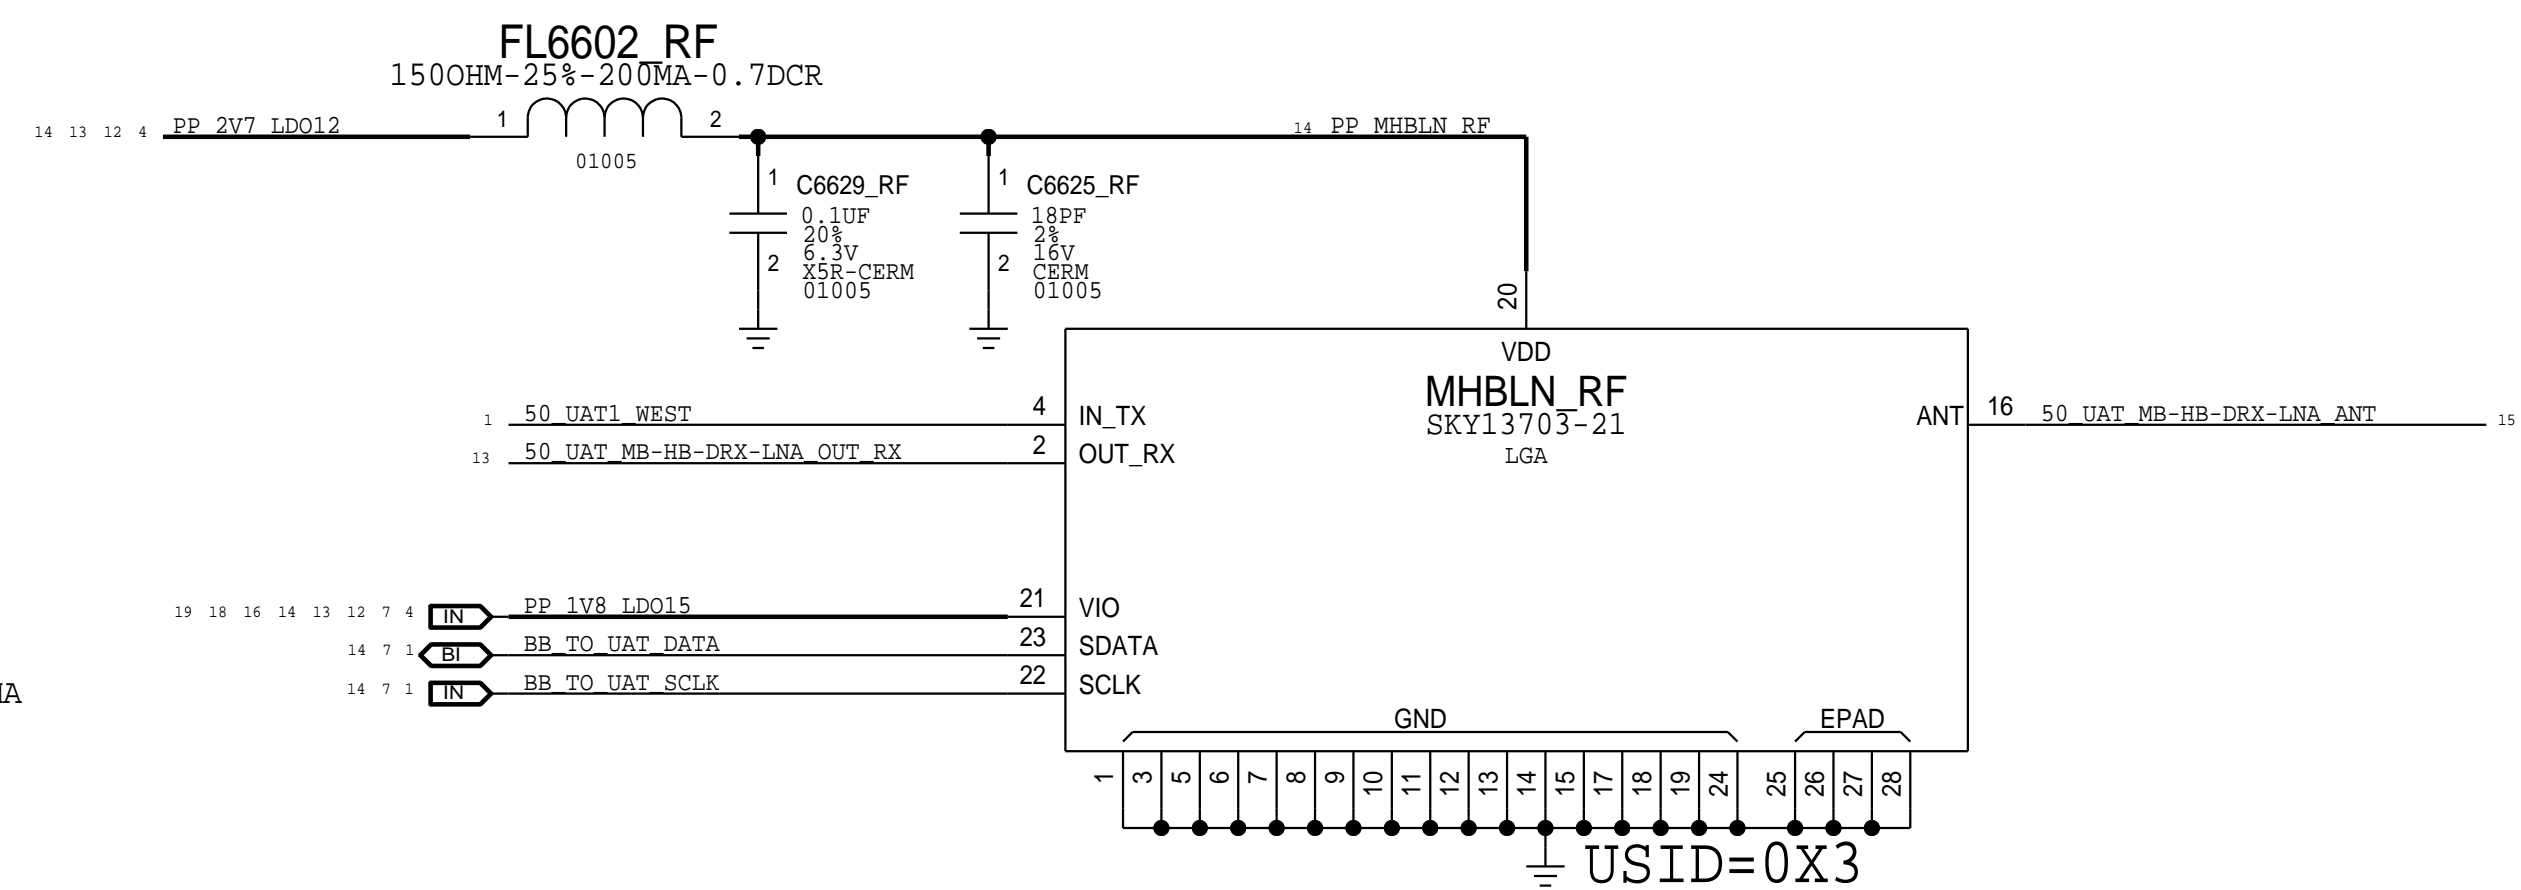 FL6602_RF
150OHM-25%-200MA-0.7DCR
14 13 12 4 PP_2V7_LDO12 1 2 14 PP_MHBLN_RF
01005
1 C6629_RF
0.1UF
20%
6.3V
2 X5R-CERM
01005
1 C6625_RF
18PF
2%
16V
2 CERM
01005
20
VDD
MHBLN_RF
SKY13703-21
LGA
1 50_UAT1_WEST 4 IN_TX
13 50_UAT_MB-HB-DRX-LNA_OUT_RX 2 OUT_RX
ANT 16 50_UAT_MB-HB-DRX-LNA_ANT 15
19 18 16 14 13 12 7 4 IN PP_1V8_LDO15 21 VIO
14 7 1 BI BB_TO_UAT_DATA 23 SDATA
14 7 1 IN BB_TO_UAT_SCLK 22 SCLK
GND EPAD
1 3 5 6 7 8 9 10 11 12 13 14 15 17 18 19 24 25 26 27 28
USID=0X3